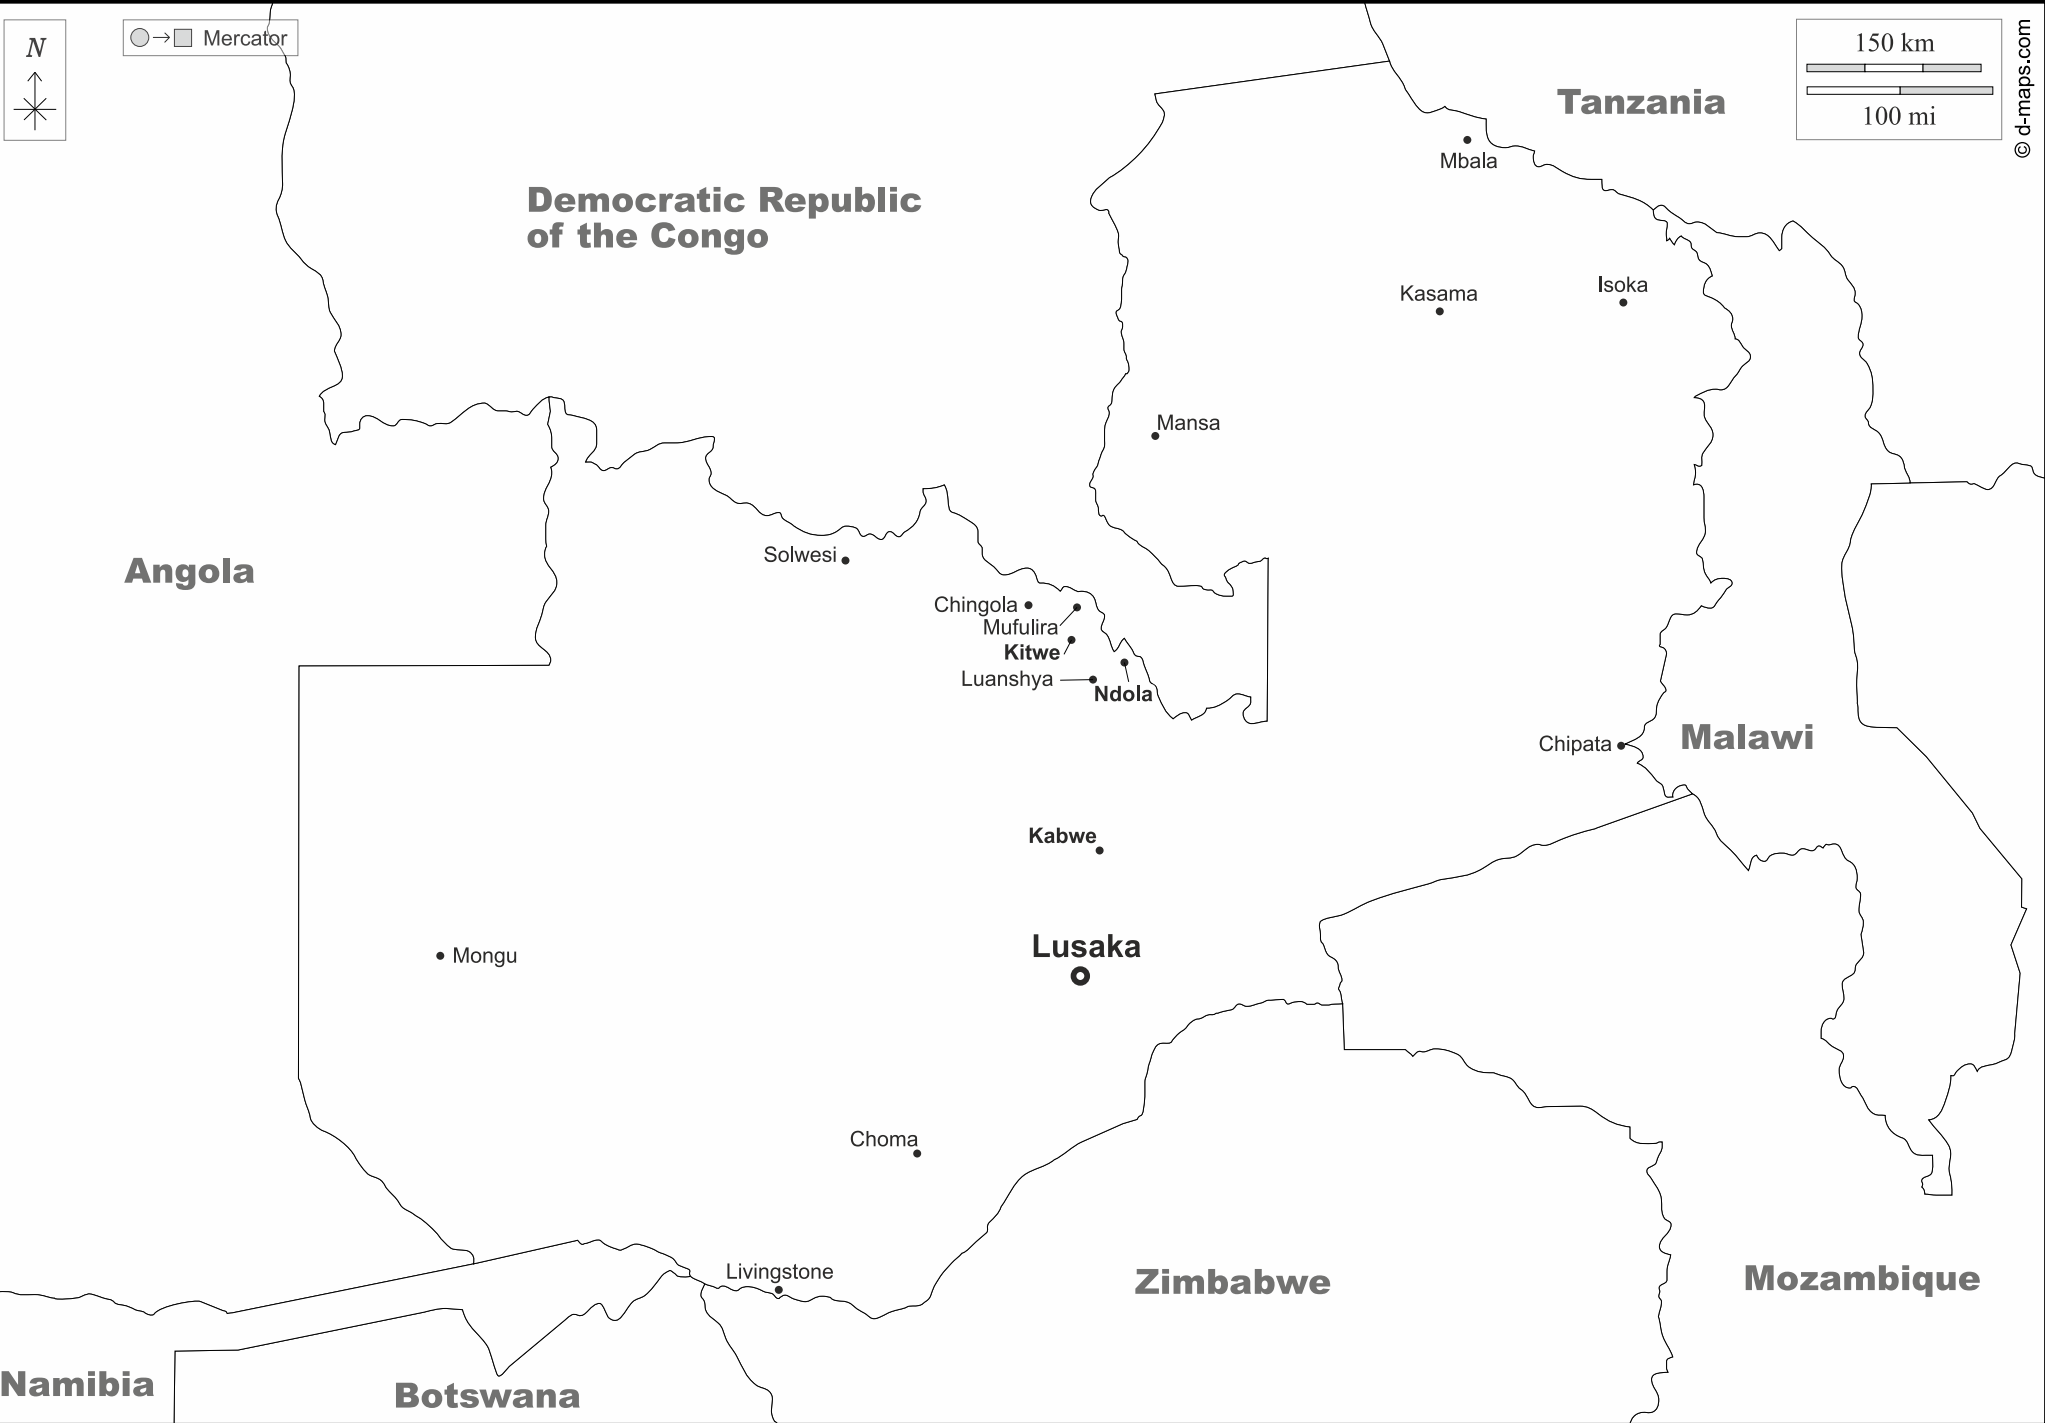 N
Mercator
150 km
100 mi
© d-maps.com
Tanzania
Mbala
Democratic Republic
of the Congo
Kasama
Isoka
Mansa
Angola
Solwesi
Chingola
Mufulira
Kitwe
Luanshya
Ndola
Chipata
Malawi
Kabwe
Lusaka
Mongu
Choma
Livingstone
Zimbabwe
Mozambique
Namibia
Botswana